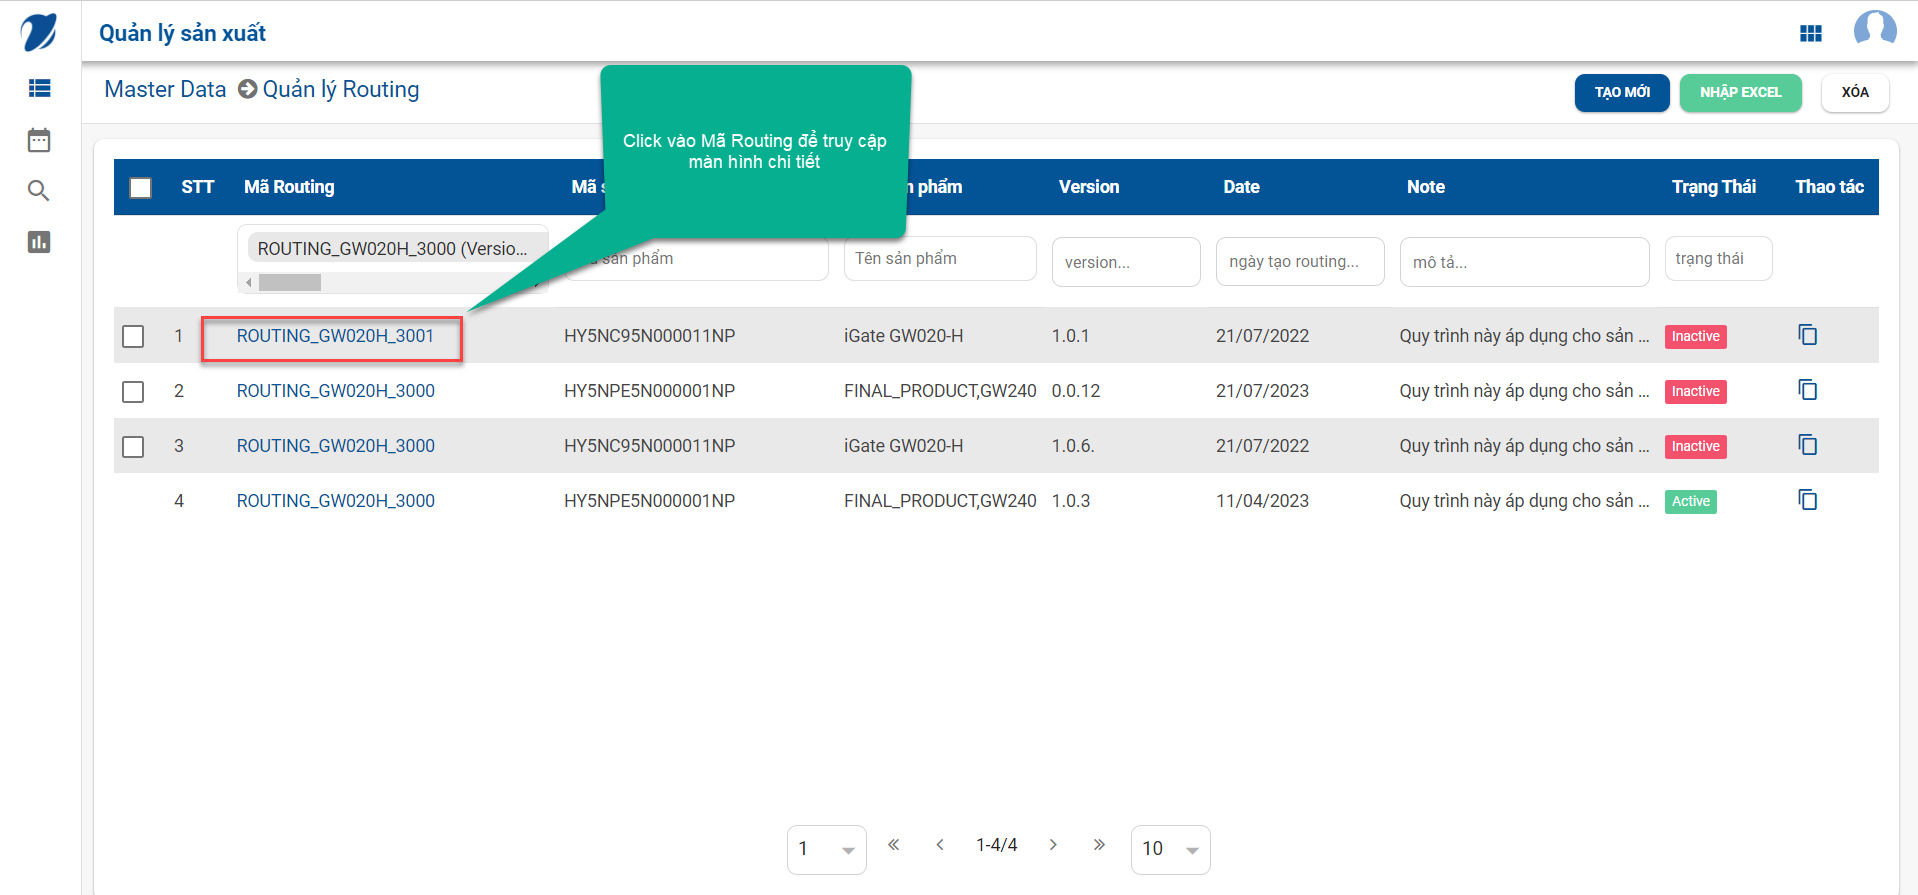 Quản lý sản xuất
Master Data Quản lý Routing
TẠO MỚI
NHẬP EXCEL
XÓA
Click vào Mã Routing để truy cập
màn hình chi tiết
STT Mã Routing Mã phẩm Version Date Note Trạng Thái Thao tác
ROUTING_GW020H_3000 (Versio... sản phẩm Tên sản phẩm version... ngày tạo routing... mô tả... trạng thái
1 ROUTING_GW020H_3001 HY5NC95N000011NP iGate GW020-H 1.0.1 21/07/2022 Quy trình này áp dụng cho sản ... Inactive
2 ROUTING_GW020H_3000 HY5NPE5N000001NP FINAL_PRODUCT,GW240 0.0.12 21/07/2023 Quy trình này áp dụng cho sản ... Inactive
3 ROUTING_GW020H_3000 HY5NC95N000011NP iGate GW020-H 1.0.6. 21/07/2022 Quy trình này áp dụng cho sản ... Inactive
4 ROUTING_GW020H_3000 HY5NPE5N000001NP FINAL_PRODUCT,GW240 1.0.3 11/04/2023 Quy trình này áp dụng cho sản ... Active
1 « ‹ 1-4/4 › » 10